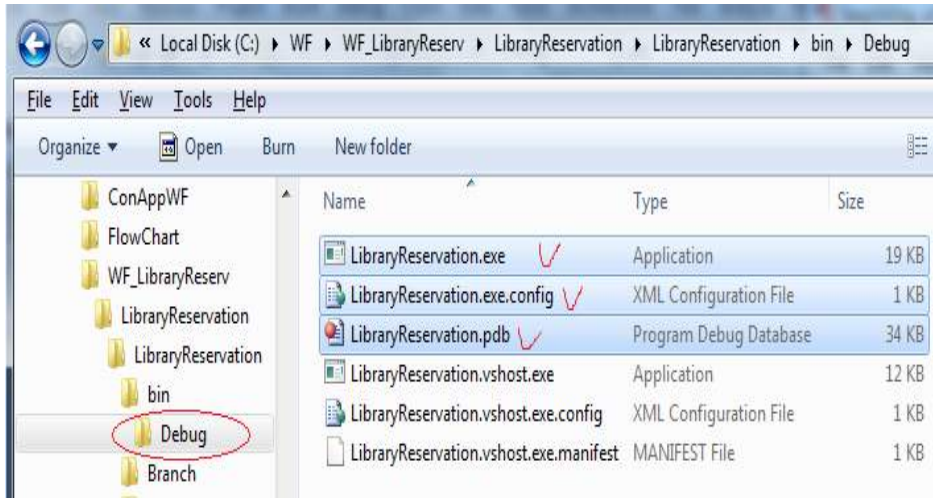 « Local Disk (C:) ▸ WF ▸ WF_LibraryReserv ▸ LibraryReservation ▸ LibraryReservation ▸ bin ▸ Debug
File Edit View Tools Help
Organize ▾ Open Burn New folder
ConAppWF
FlowChart
WF_LibraryReserv
LibraryReservation
LibraryReservation
bin
Debug
Branch
Name Type Size
LibraryReservation.exe Application 19 KB
LibraryReservation.exe.config XML Configuration File 1 KB
LibraryReservation.pdb Program Debug Database 34 KB
LibraryReservation.vshost.exe Application 12 KB
LibraryReservation.vshost.exe.config XML Configuration File 1 KB
LibraryReservation.vshost.exe.manifest MANIFEST File 1 KB